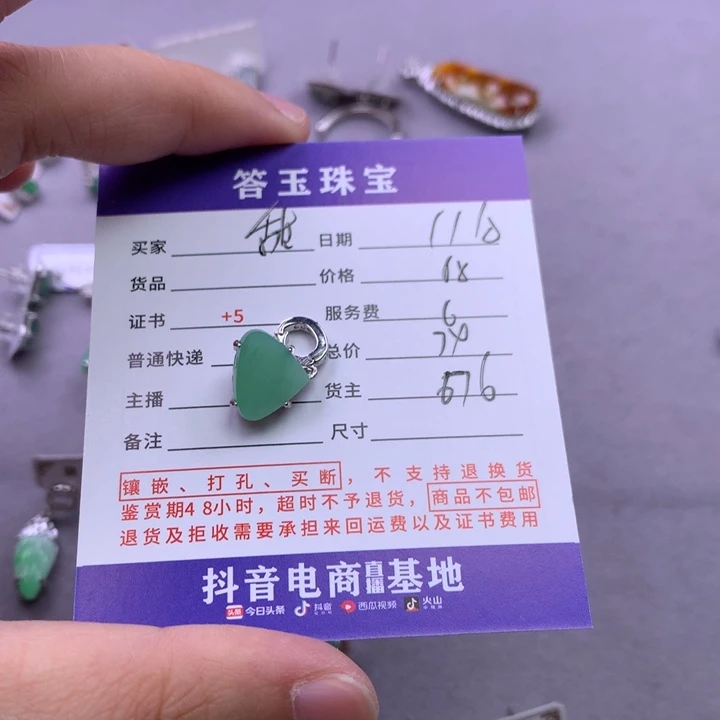 答玉珠宝
买家 日期
货品 价格 18
证书 +5 服务费 6
普通快递 总价
主播 货主 576
备注 尺寸
镶嵌、打孔、买断，不支持退换货
鉴赏期48小时，超时不予退货，商品不包邮
退货及拒收需要承担来回运费以及证书费用
抖音电商直播基地
头条 今日头条 抖音 西瓜视频 火山